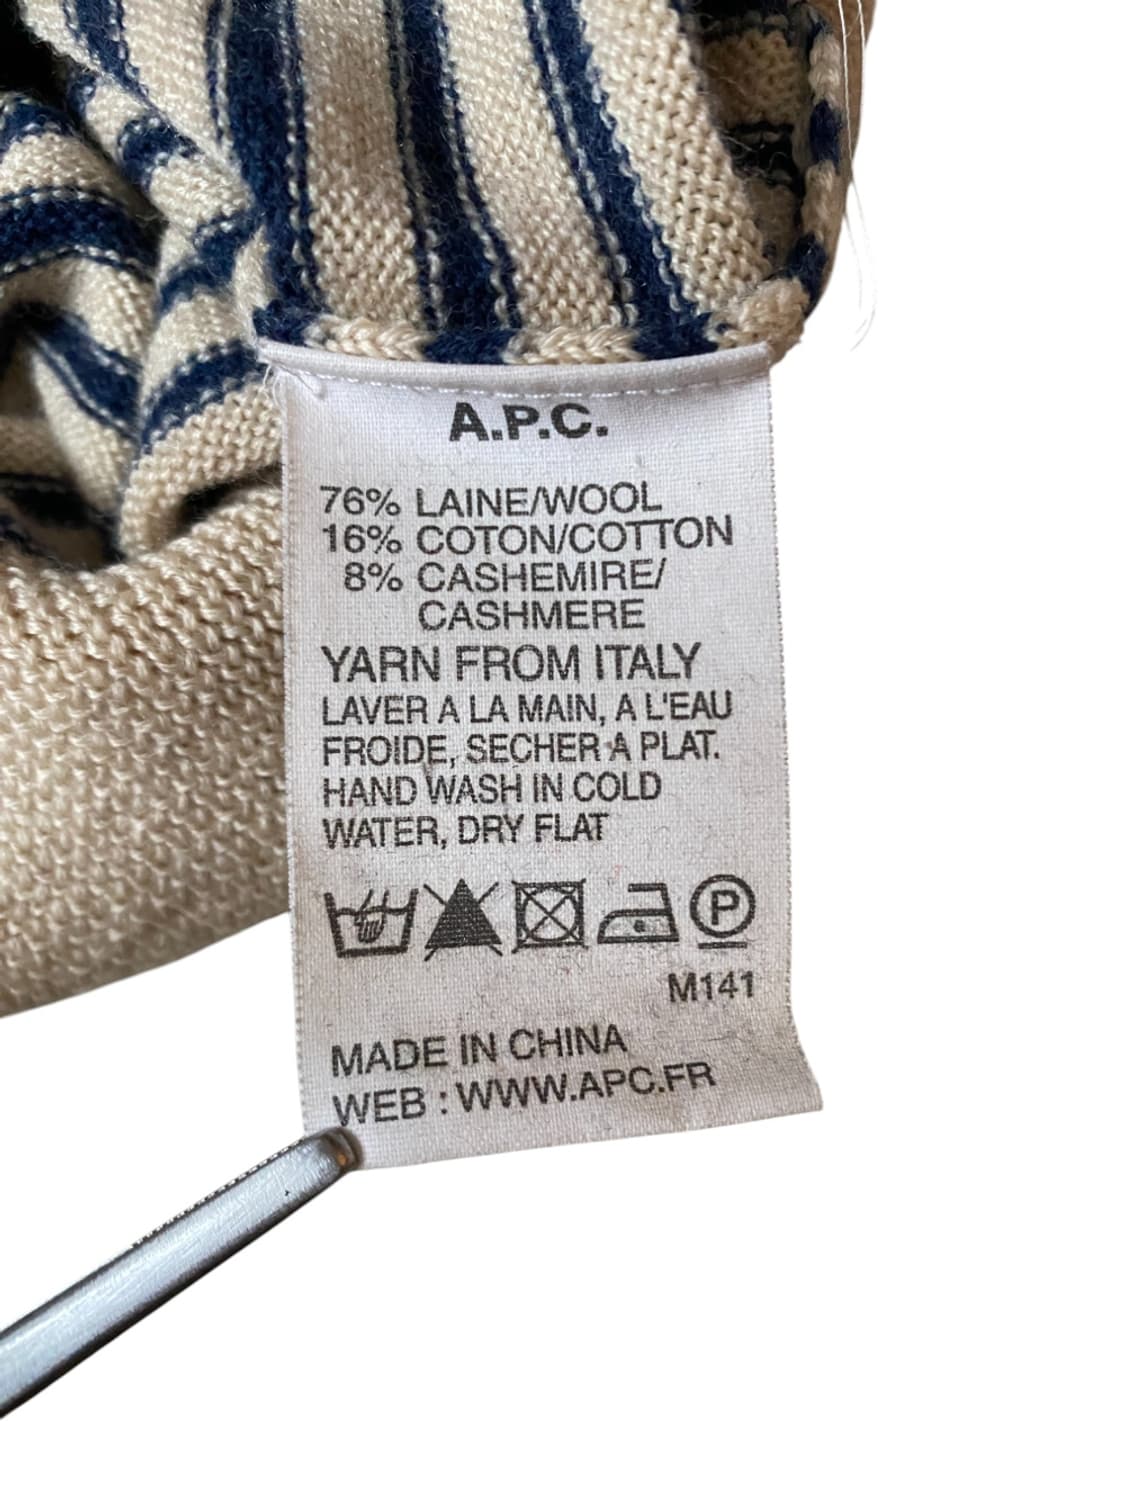 A.P.C.
76% LAINE/WOOL
16% COTON/COTTON
8% CASHEMIRE/
CASHMERE
YARN FROM ITALY
LAVER A LA MAIN, A L'EAU
FROIDE, SECHER A PLAT.
HAND WASH IN COLD
WATER, DRY FLAT
P
M141
MADE IN CHINA
WEB : WWW.APC.FR